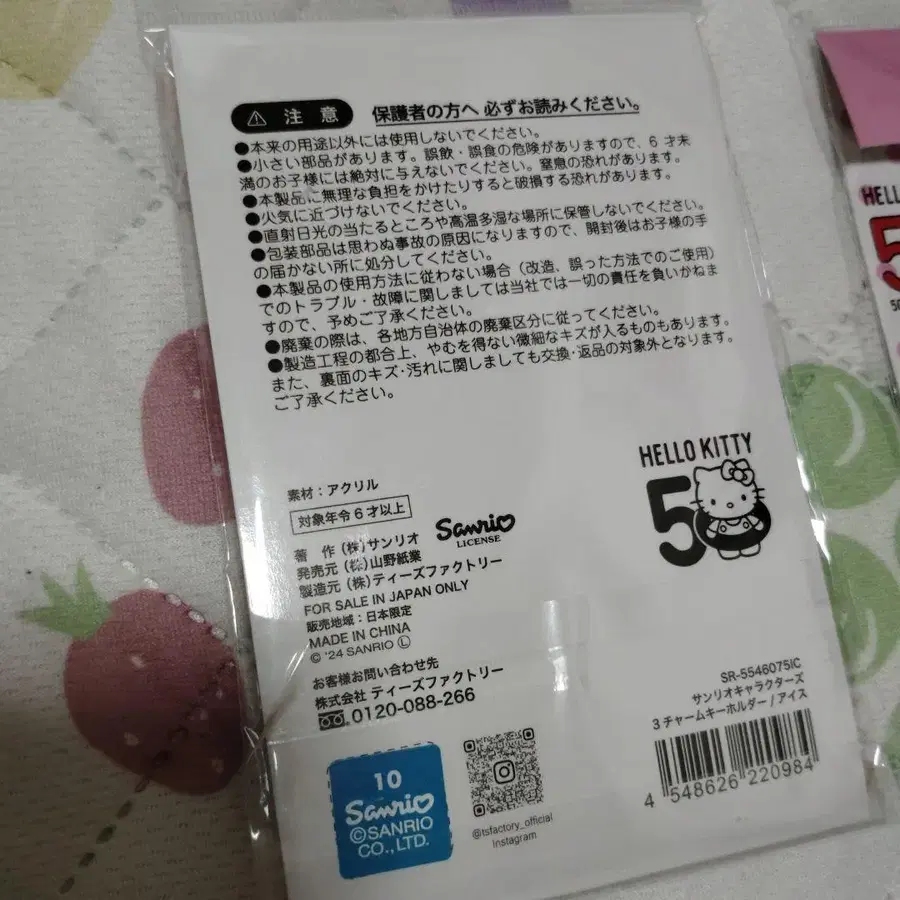 ⚠ 注意 保護者の方へ 必ずお読みください。
●本来の用途以外には使用しないでください。
●小さい部品があります。誤飲・誤食の危険がありますので、6才未
満のお子様には絶対に与えないでください。窒息の恐れがあります。
●本製品に無理な負担をかけたりすると破損する恐れがあります。
●火気に近づけないでください。
●直射日光の当たるところや高温多湿な場所に保管しないでください。
●包装部品は思わぬ事故の原因になりますので、開封後はお子様の手
の届かない所に処分してください。
●本製品の使用方法に従わない場合(改造、誤った方法でのご使用)
でのトラブル・故障に関しましては当社では一切の責任を負いかねま
すので、予めご了承ください。
●廃棄の際は、各地方自治体の廃棄区分に従ってください。
●製造工程の都合上、やむを得ない微細なキズが入るものもあります。
また、裏面のキズ・汚れに関しましても交換・返品の対象外となります。
ご了承ください。
素材:アクリル
対象年令6才以上
著 作 (株)サンリオ
発売元 (株)山野紙業
製造元 (株)ティーズファクトリー
FOR SALE IN JAPAN ONLY
販売地域:日本限定
MADE IN CHINA
© '24 SANRIO Ⓛ
Sanrio
LICENSE
HELLO KITTY
50
お客様お問い合わせ先
株式会社 ティーズファクトリー
0120-088-266
10
Sanrio
©SANRIO
CO., LTD.
@tsfactory_official
Instagram
SR-5546075IC
サンリオキャラクターズ
3チャームキーホルダー/アイス
4 548626 220984
HELLO
5